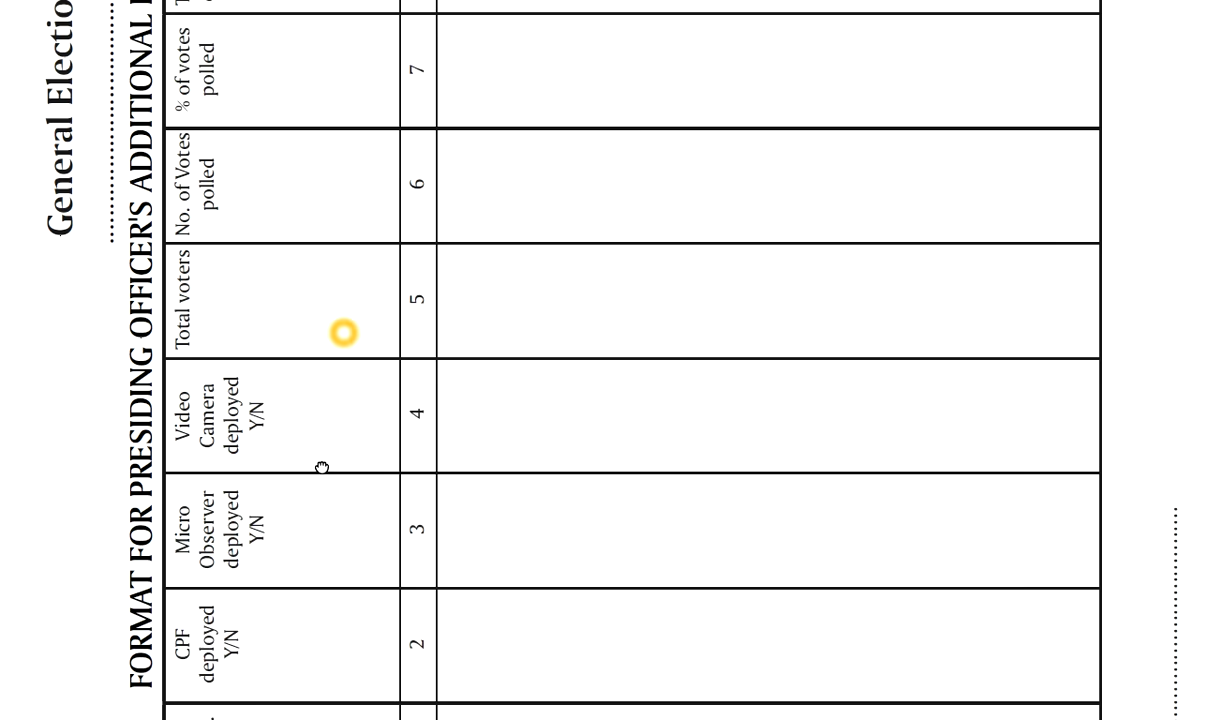 General Electio
FORMAT FOR PRESIDING OFFICER'S ADDITIONAL
CPF
deployed
Y/N
Micro
Observer
deployed
Y/N
Video
Camera
deployed
Y/N
Total voters
No. of Votes
polled
% of votes
polled
2
3
4
5
6
7